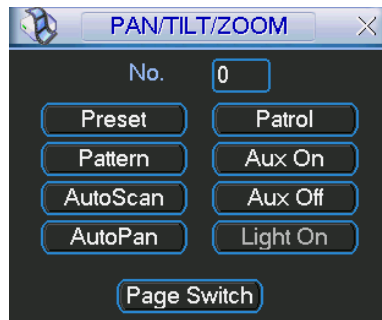 PAN/TILT/ZOOM
No. 0
Preset Patrol
Pattern Aux On
AutoScan Aux Off
AutoPan Light On
Page Switch